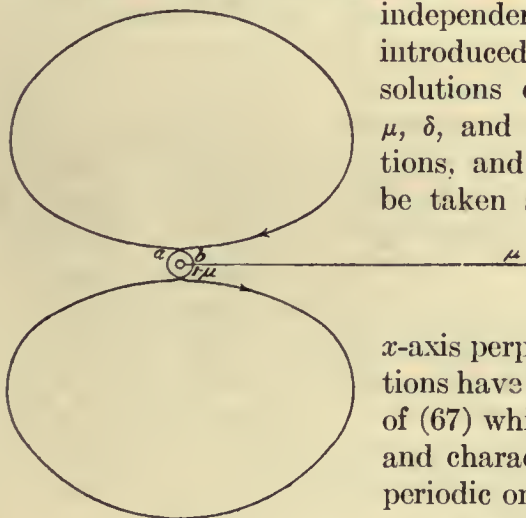 independen
introduced
solutions
μ, δ, and
tions, and
be taken
a b
1-μ
μ
x-axis perp
tions have
of (67) whi
and charac
periodic or